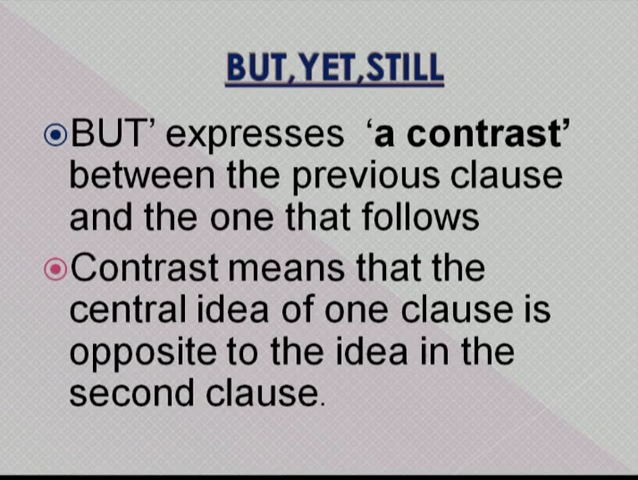 BUT,YET,STILL
BUT’ expresses ‘a contrast’
between the previous clause
and the one that follows
Contrast means that the
central idea of one clause is
opposite to the idea in the
second clause.